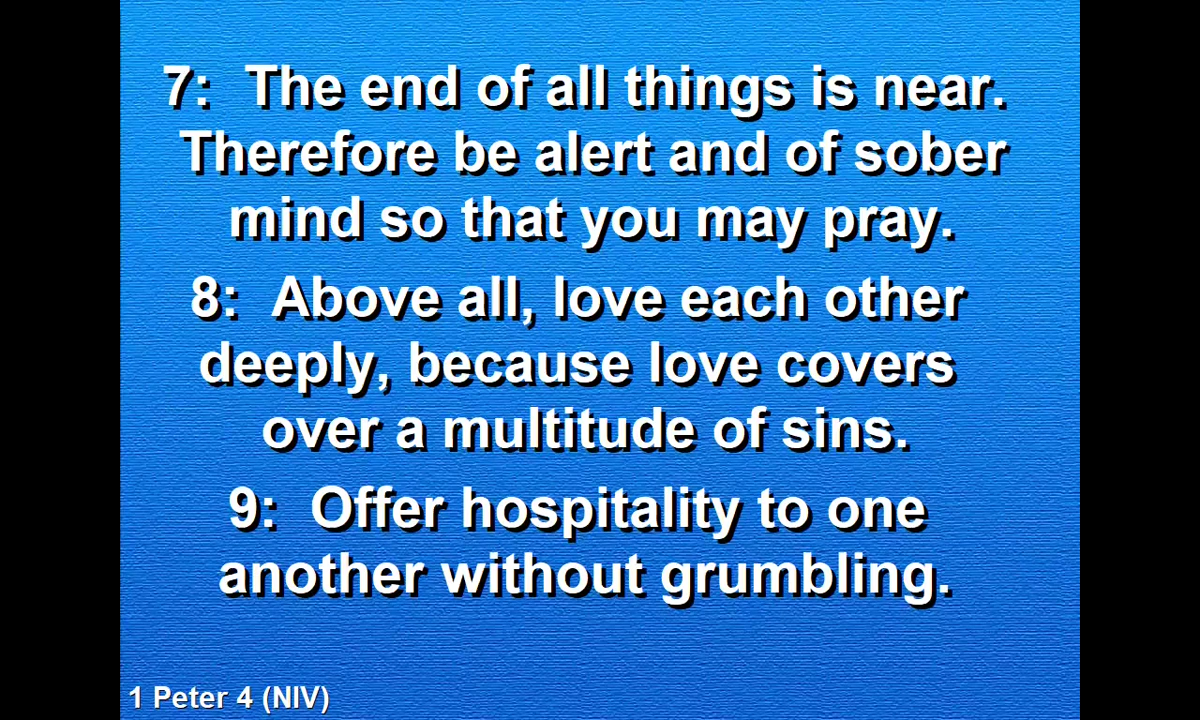 7:  The end of all things is near.
Therefore be alert and of sober
mind so that you may pray.
8:  Above all, love each other
deeply, because love covers
over a multitude of sins.
9:  Offer hospitality to one
another without grumbling.
1 Peter 4 (NIV)